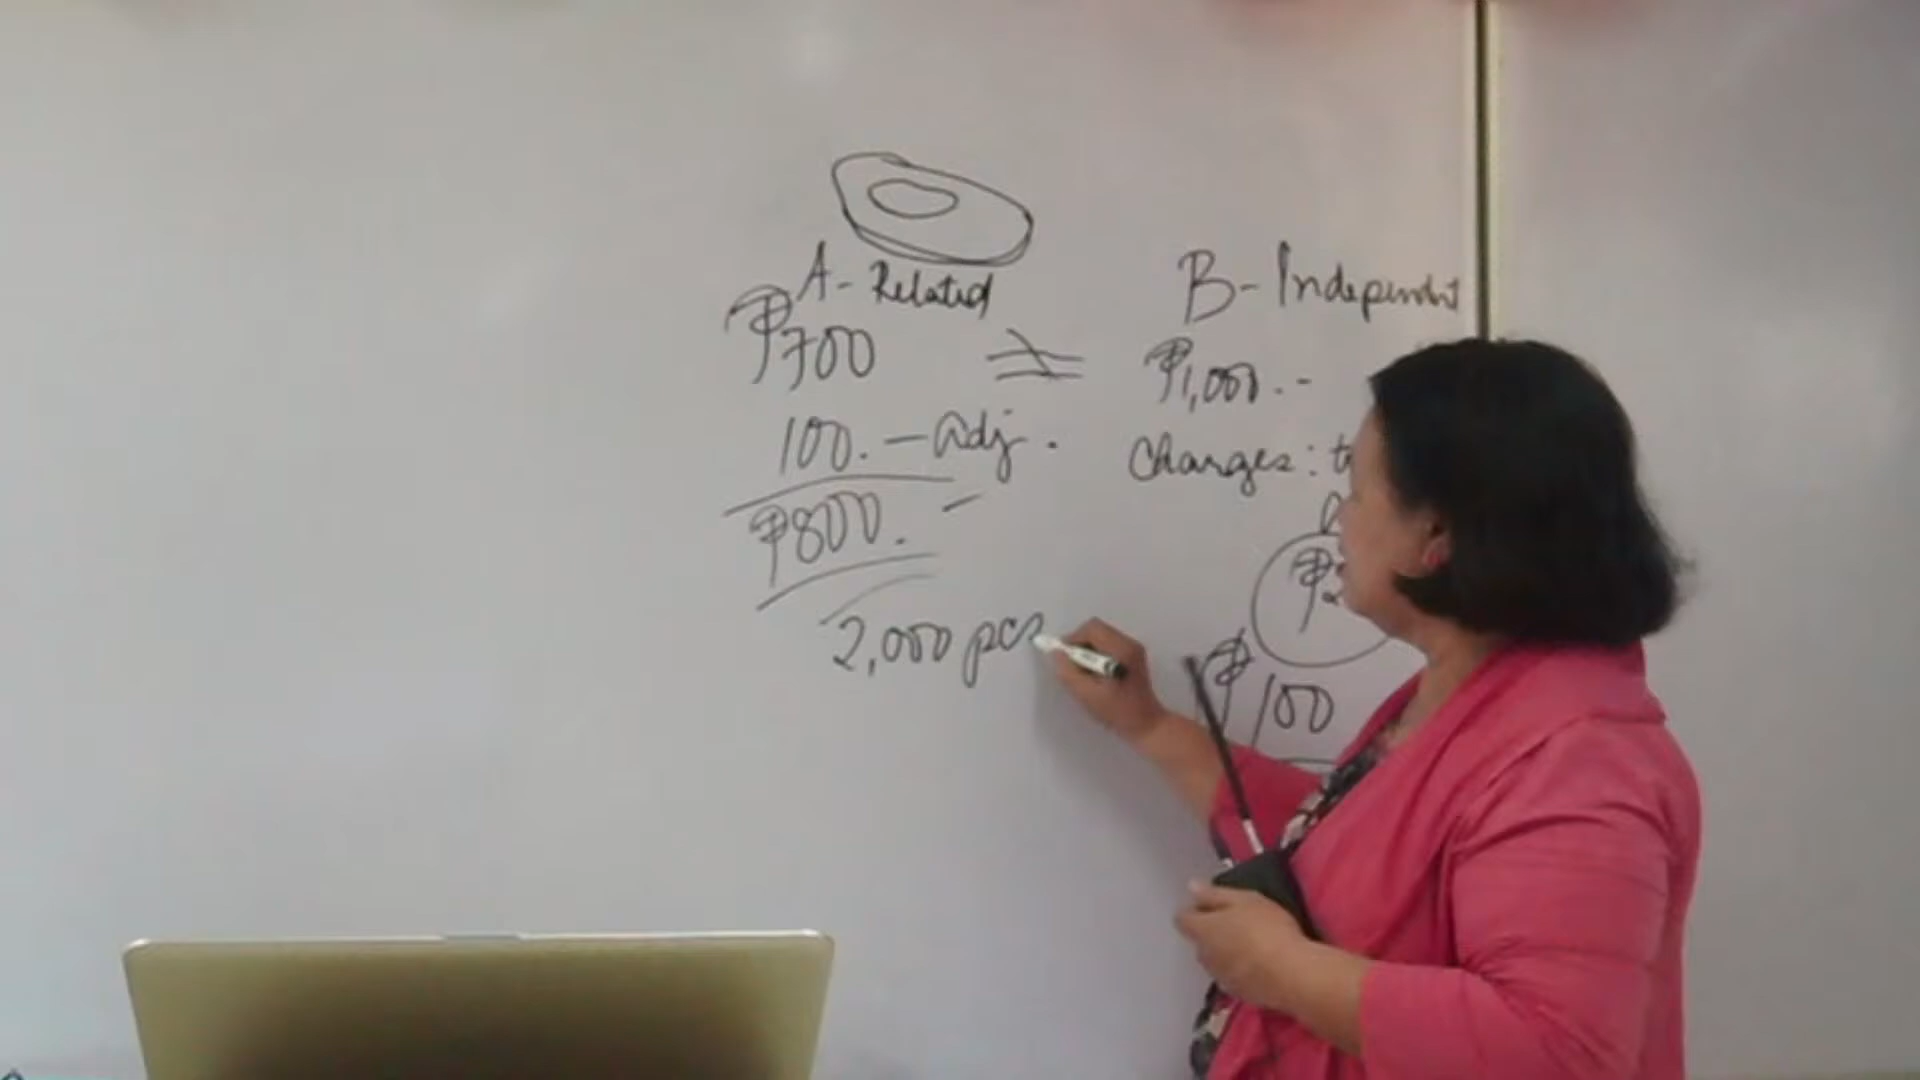 A - Related
B - Independent
₱700 ≠ ₱1,000.-
100. - adj.
Charges:
₱800. -
2,000 pcs
₱
₱100